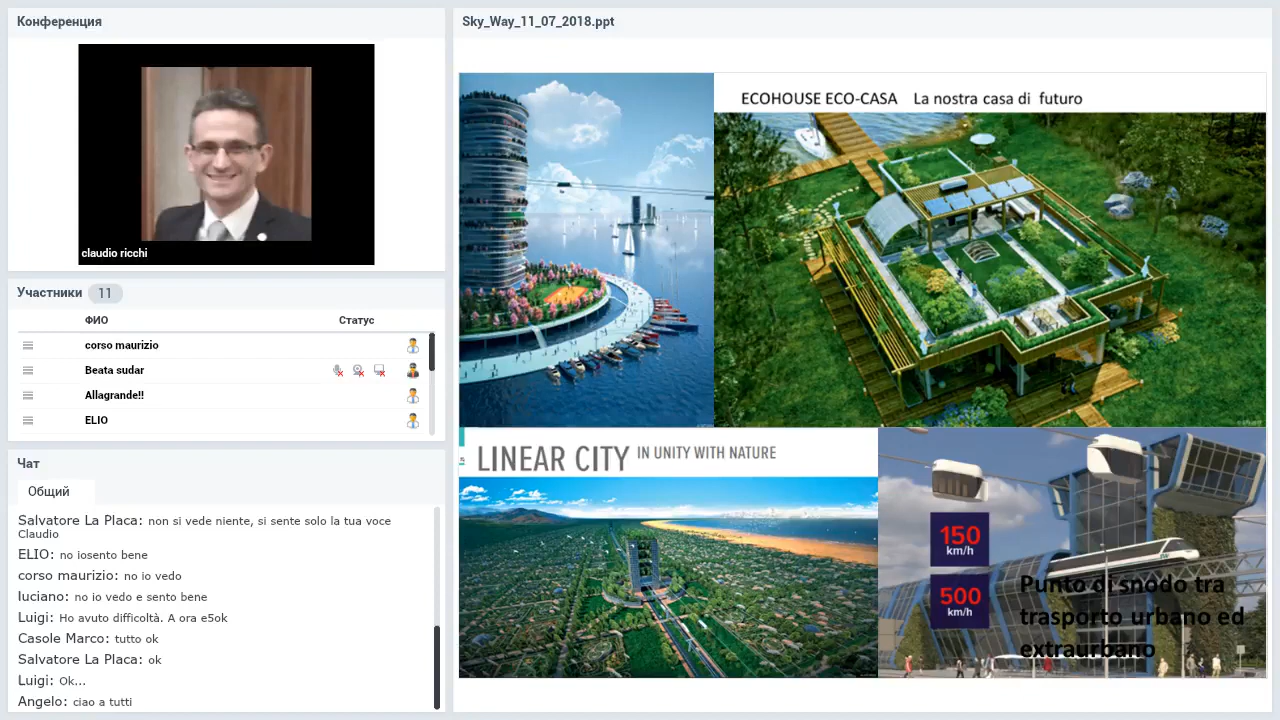 Конференция
claudio ricchi
Участники 11
ФИО Статус
corso maurizio
Beata sudar
Allagrande!!
ELIO
Чат
Общий
Salvatore La Placa: non si vede niente, si sente solo la tua voce
Claudio
ELIO: no iosento bene
corso maurizio: no io vedo
luciano: no io vedo e sento bene
Luigi: Ho avuto difficoltà. A ora e5ok
Casole Marco: tutto ok
Salvatore La Placa: ok
Luigi: Ok...
Angelo: ciao a tutti
Sky_Way_11_07_2018.ppt
ECOHOUSE ECO-CASA La nostra casa di futuro
LINEAR CITY IN UNITY WITH NATURE
150
km/h
500
km/h
Punto di snodo tra
trasporto urbano ed
extraurbano